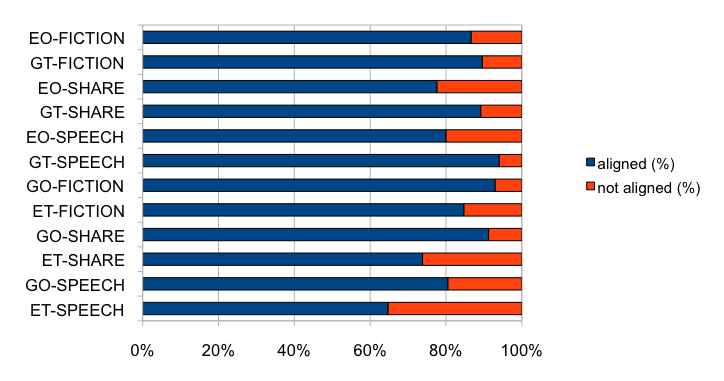 EO-FICTION
GT-FICTION
EO-SHARE
GT-SHARE
EO-SPEECH
GT-SPEECH
GO-FICTION
ET-FICTION
GO-SHARE
ET-SHARE
GO-SPEECH
ET-SPEECH
0% 20% 40% 60% 80% 100%
aligned (%)
not aligned (%)